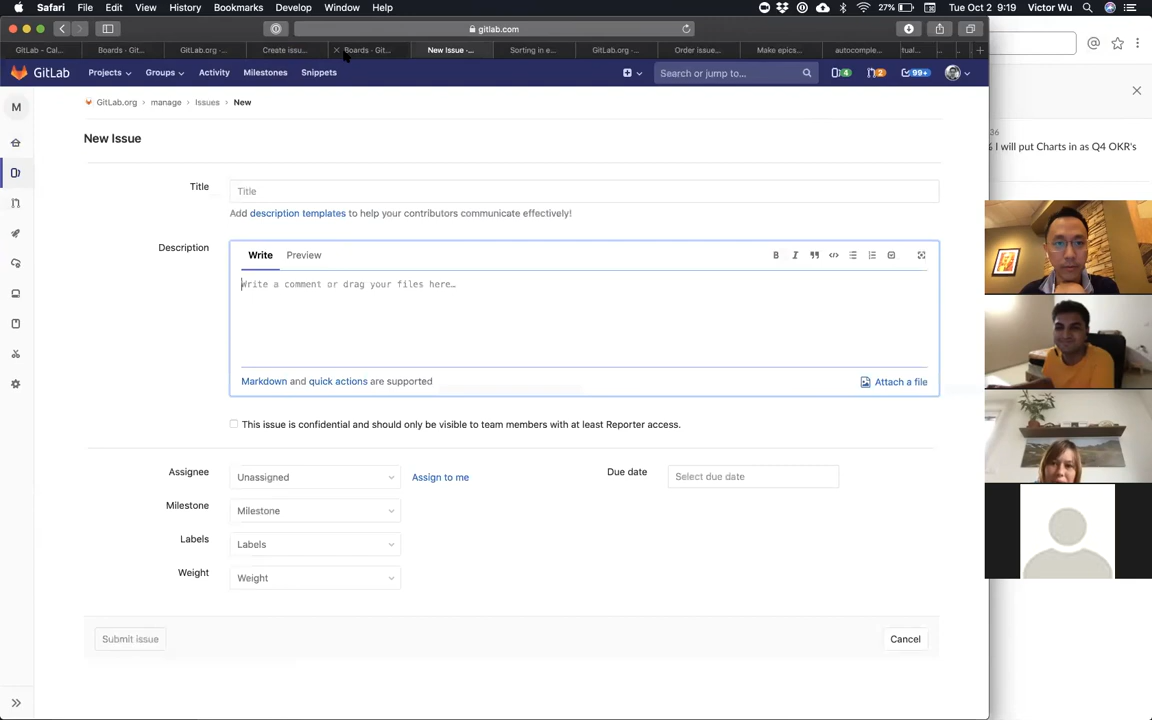 Safari File Edit View History Bookmarks Develop Window Help 27% Tue Oct 2 9:19 Victor Wu
gitlab.com
GitLab - Cal... Boards · Git... GitLab.org -... Create issu... Boards · Git... New Issue ·... Sorting in e... GitLab.org -... Order issue... Make epics... autocomple...
GitLab Projects Groups Activity Milestones Snippets Search or jump to... 4 2 99+
M
GitLab.org › manage › Issues › New
36
% I will put Charts in as Q4 OKR's
New Issue
Title Title
Add description templates to help your contributors communicate effectively!
Description Write Preview
Write a comment or drag your files here…
Markdown and quick actions are supported Attach a file
This issue is confidential and should only be visible to team members with at least Reporter access.
Assignee Unassigned Assign to me Due date Select due date
Milestone Milestone
Labels Labels
Weight Weight
Submit issue Cancel